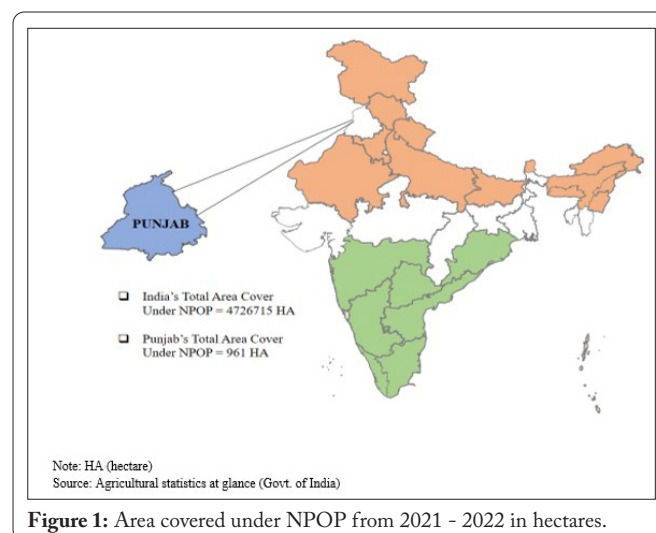 PUNJAB
❑ India's Total Area Cover
Under NPOP = 4726715 HA
❑ Punjab's Total Area Cover
Under NPOP = 961 HA
Note: HA (hectare)
Source: Agricultural statistics at glance (Govt. of India)
Figure 1: Area covered under NPOP from 2021 - 2022 in hectares.